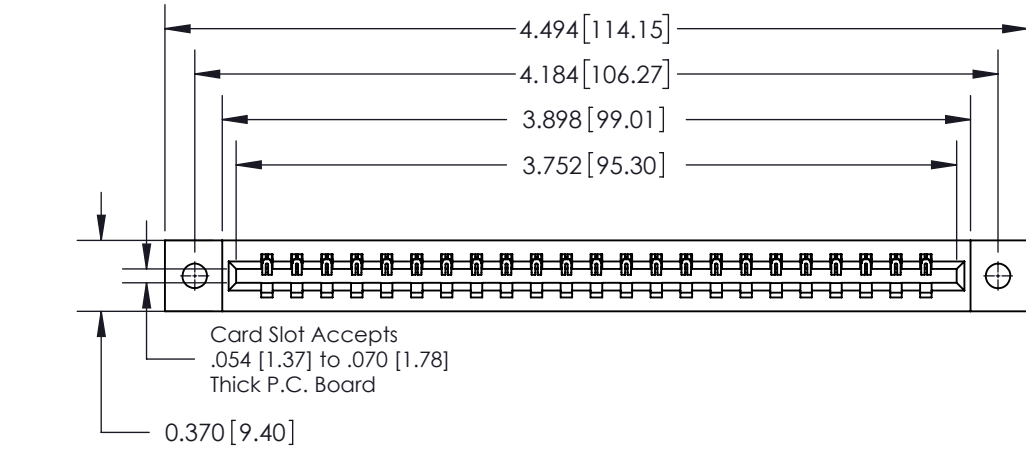 4.494[114.15]
4.184[106.27]
3.898[99.01]
3.752[95.30]
Card Slot Accepts
.054 [1.37] to .070 [1.78]
Thick P.C. Board
0.370[9.40]